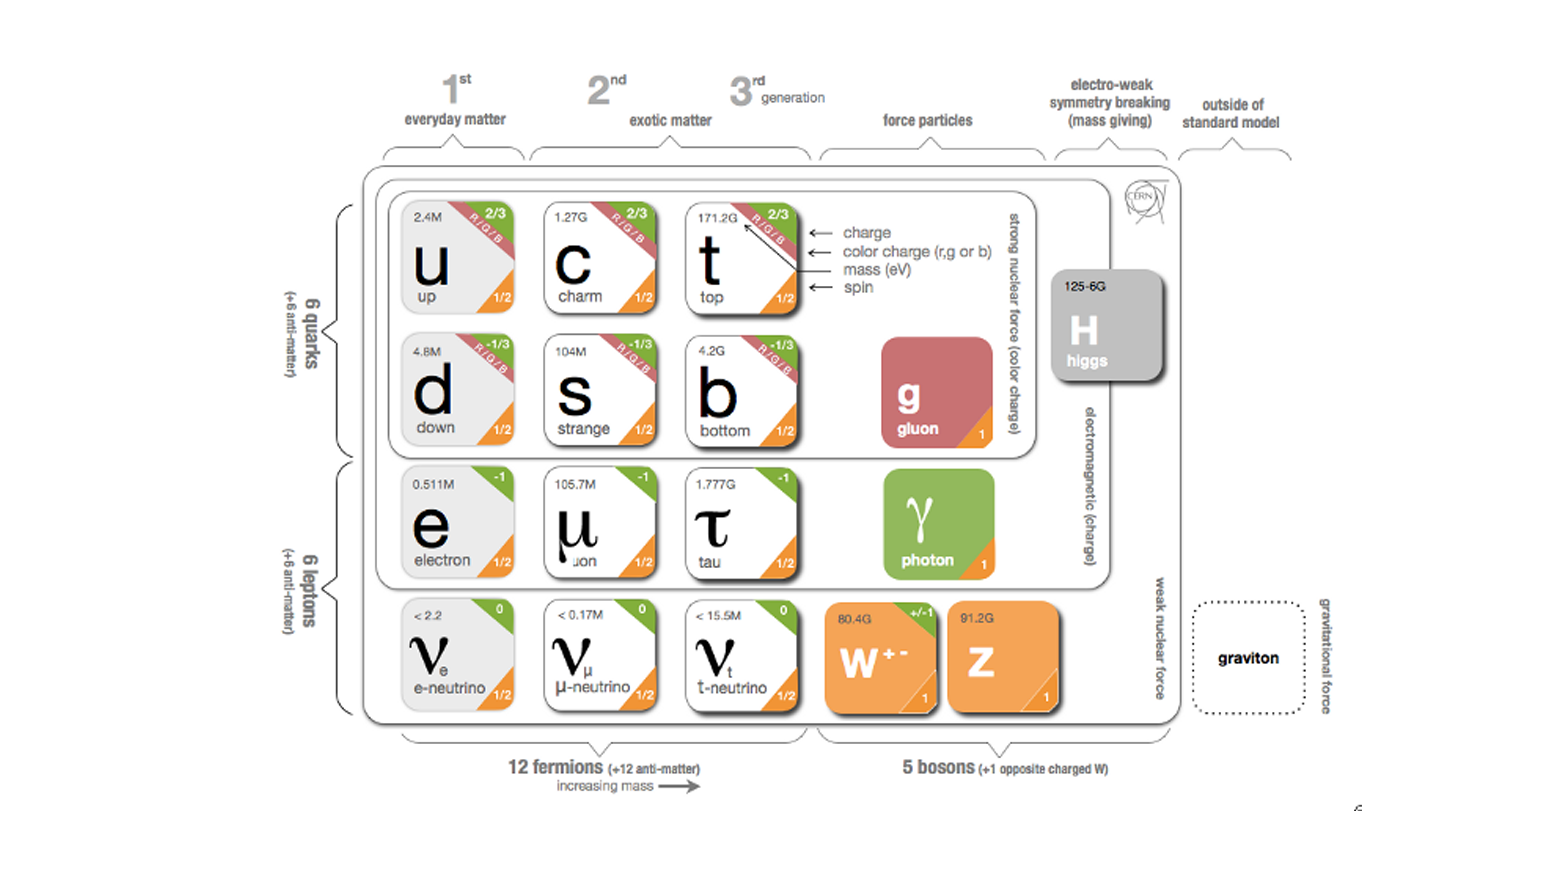 1st
2nd
3rd generation
everyday matter
exotic matter
force particles
electro-weak
symmetry breaking
(mass giving)
outside of
standard model
6 quarks
(+6 anti-matter)
6 leptons
(+6 anti-matter)
2.4M
2/3
R/G/B
u
up
1/2
1.27G
2/3
R/G/B
c
charm
1/2
171.2G
2/3
R/G/B
t
top
1/2
charge
color charge (r,g or b)
mass (eV)
spin
strong nuclear force (color charge)
CERN
125-6G
H
higgs
4.8M
-1/3
R/G/B
d
down
1/2
104M
-1/3
R/G/B
s
strange
1/2
4.2G
-1/3
R/G/B
b
bottom
1/2
g
gluon
1
electromagnetic (charge)
0.511M
-1
e
electron
1/2
105.7M
-1
μ
uon
1/2
1.777G
-1
τ
tau
1/2
γ
photon
1
weak nuclear force
< 2.2
0
νe
e-neutrino
1/2
< 0.17M
0
νμ
μ-neutrino
1/2
< 15.5M
0
νt
t-neutrino
1/2
80.4G
+/-1
W+-
1
91.2G
Z
1
graviton
gravitational force
12 fermions (+12 anti-matter)
increasing mass
5 bosons (+1 opposite charged W)